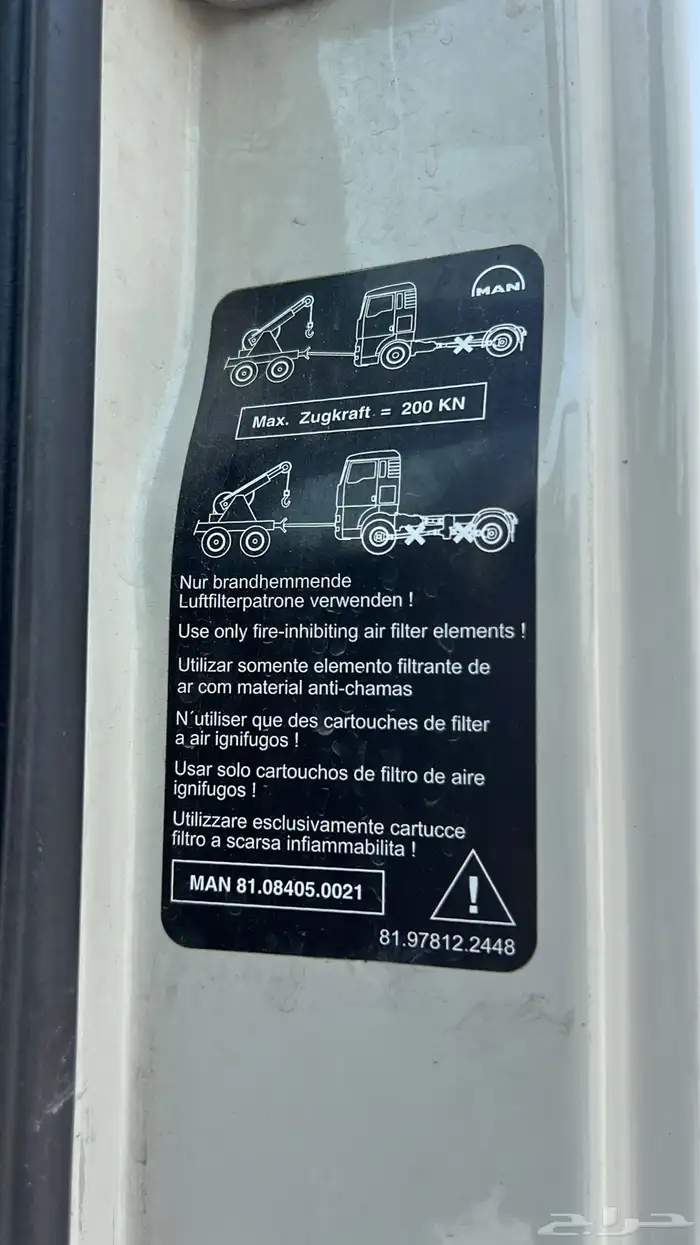 MAN
Max. Zugkraft = 200 KN
Nur brandhemmende
Luftfilterpatrone verwenden !
Use only fire-inhibiting air filter elements !
Utilizar somente elemento filtrante de
ar com material anti-chamas
N´utiliser que des cartouches de filter
a air ignifugos !
Usar solo cartouchos de filtro de aire
ignifugos !
Utilizzare esclusivamente cartucce
filtro a scarsa infiammabilita !
MAN 81.08405.0021
!
81.97812.2448
حراج